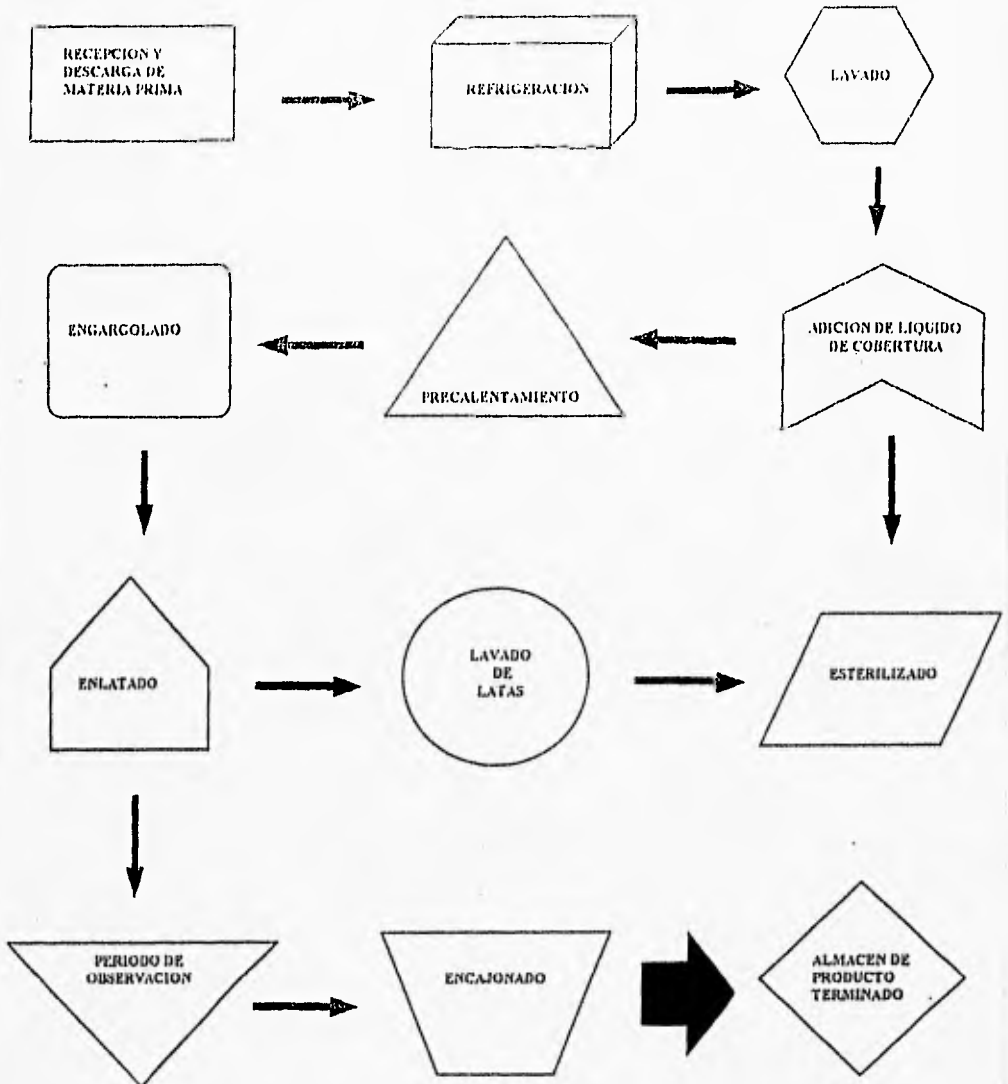 RECEPCION Y
DESCARGA DE
MATERIA PRIMA
REFRIGERACION
LAVADO
ENGARGOLADO
PRECALENTAMIENTO
ADICION DE LIQUIDO
DE COBERTURA
ENLATADO
LAVADO
DE
LATAS
ESTERILIZADO
PERIODO DE
OBSERVACION
ENCAJONADO
ALMACEN DE
PRODUCTO
TERMINADO